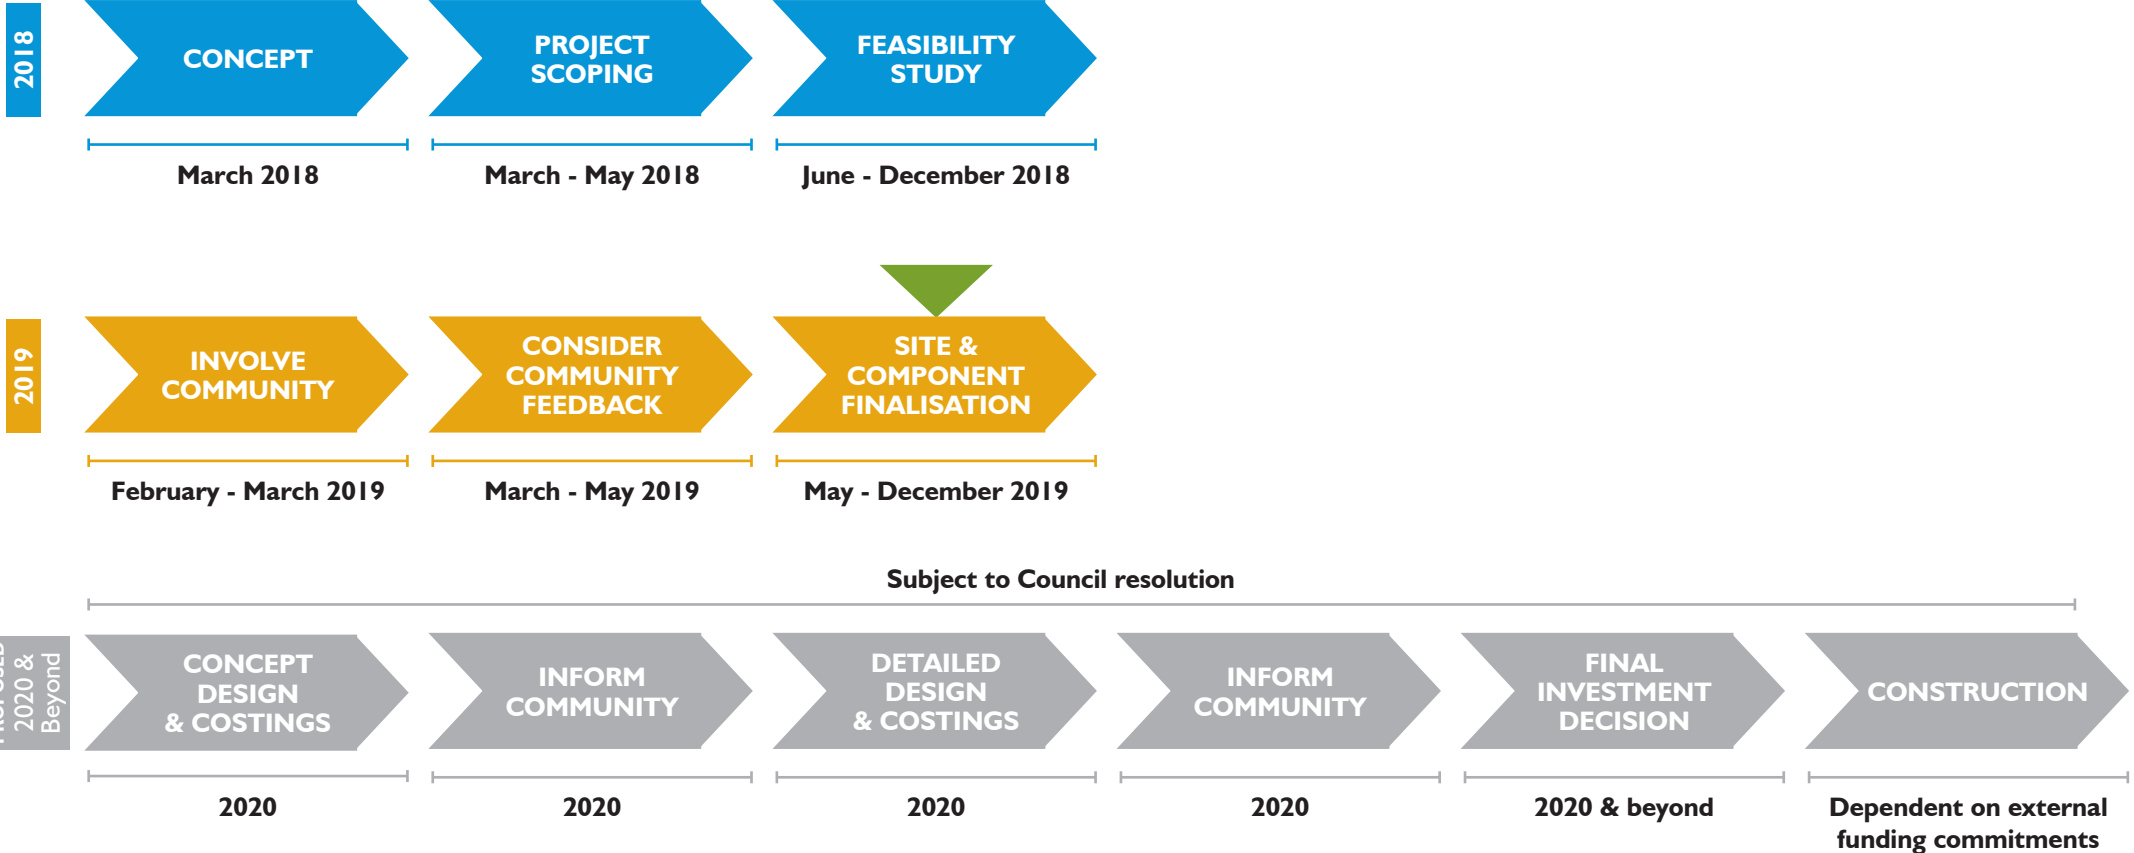 2018
CONCEPT
PROJECT
SCOPING
FEASIBILITY
STUDY
March 2018
March - May 2018
June - December 2018
2019
INVOLVE
COMMUNITY
CONSIDER
COMMUNITY
FEEDBACK
SITE &
COMPONENT
FINALISATION
February - March 2019
March - May 2019
May - December 2019
Subject to Council resolution
2020 &
Beyond
CONCEPT
DESIGN
& COSTINGS
INFORM
COMMUNITY
DETAILED
DESIGN
& COSTINGS
INFORM
COMMUNITY
FINAL
INVESTMENT
DECISION
CONSTRUCTION
2020
2020
2020
2020
2020 & beyond
Dependent on external
funding commitments